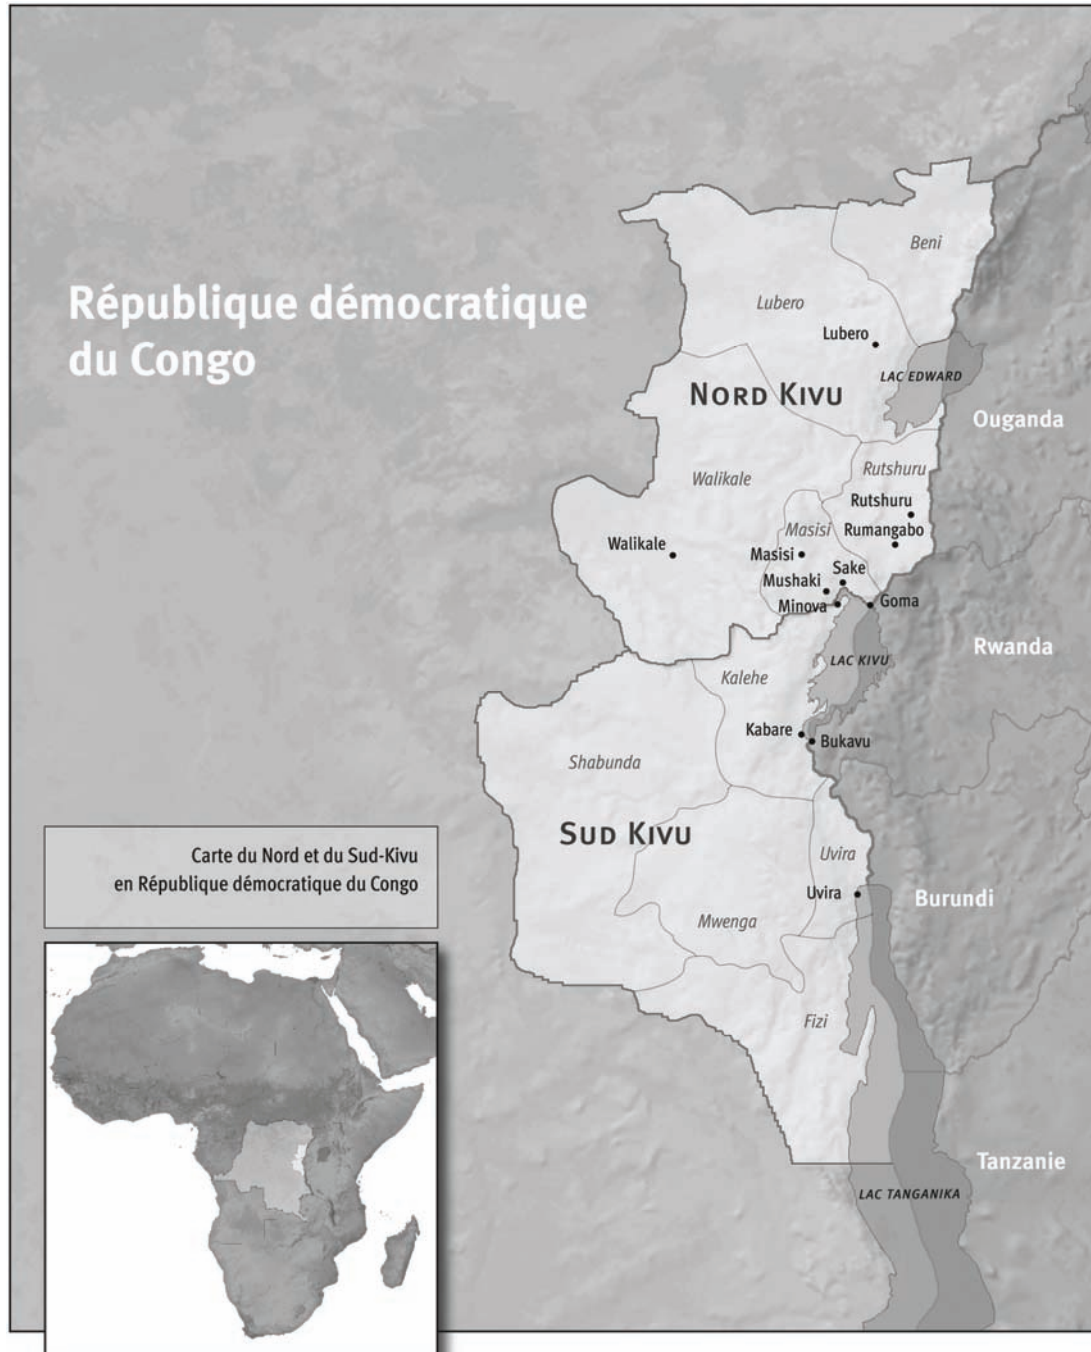 Beni
République démocratique
du Congo
Lubero
Lubero
LAC EDWARD
NORD KIVU
Ouganda
Rutshuru
Walikale
Rutshuru
Masisi
Rumangabo
Walikale
Masisi
Sake
Mushaki
Minova
Goma
Rwanda
LAC KIVU
Kalehe
Kabare
Bukavu
Shabunda
SUD KIVU
Uvira
Carte du Nord et du Sud-Kivu
en République démocratique du Congo
Uvira
Burundi
Mwenga
Fizi
Tanzanie
LAC TANGANIKA